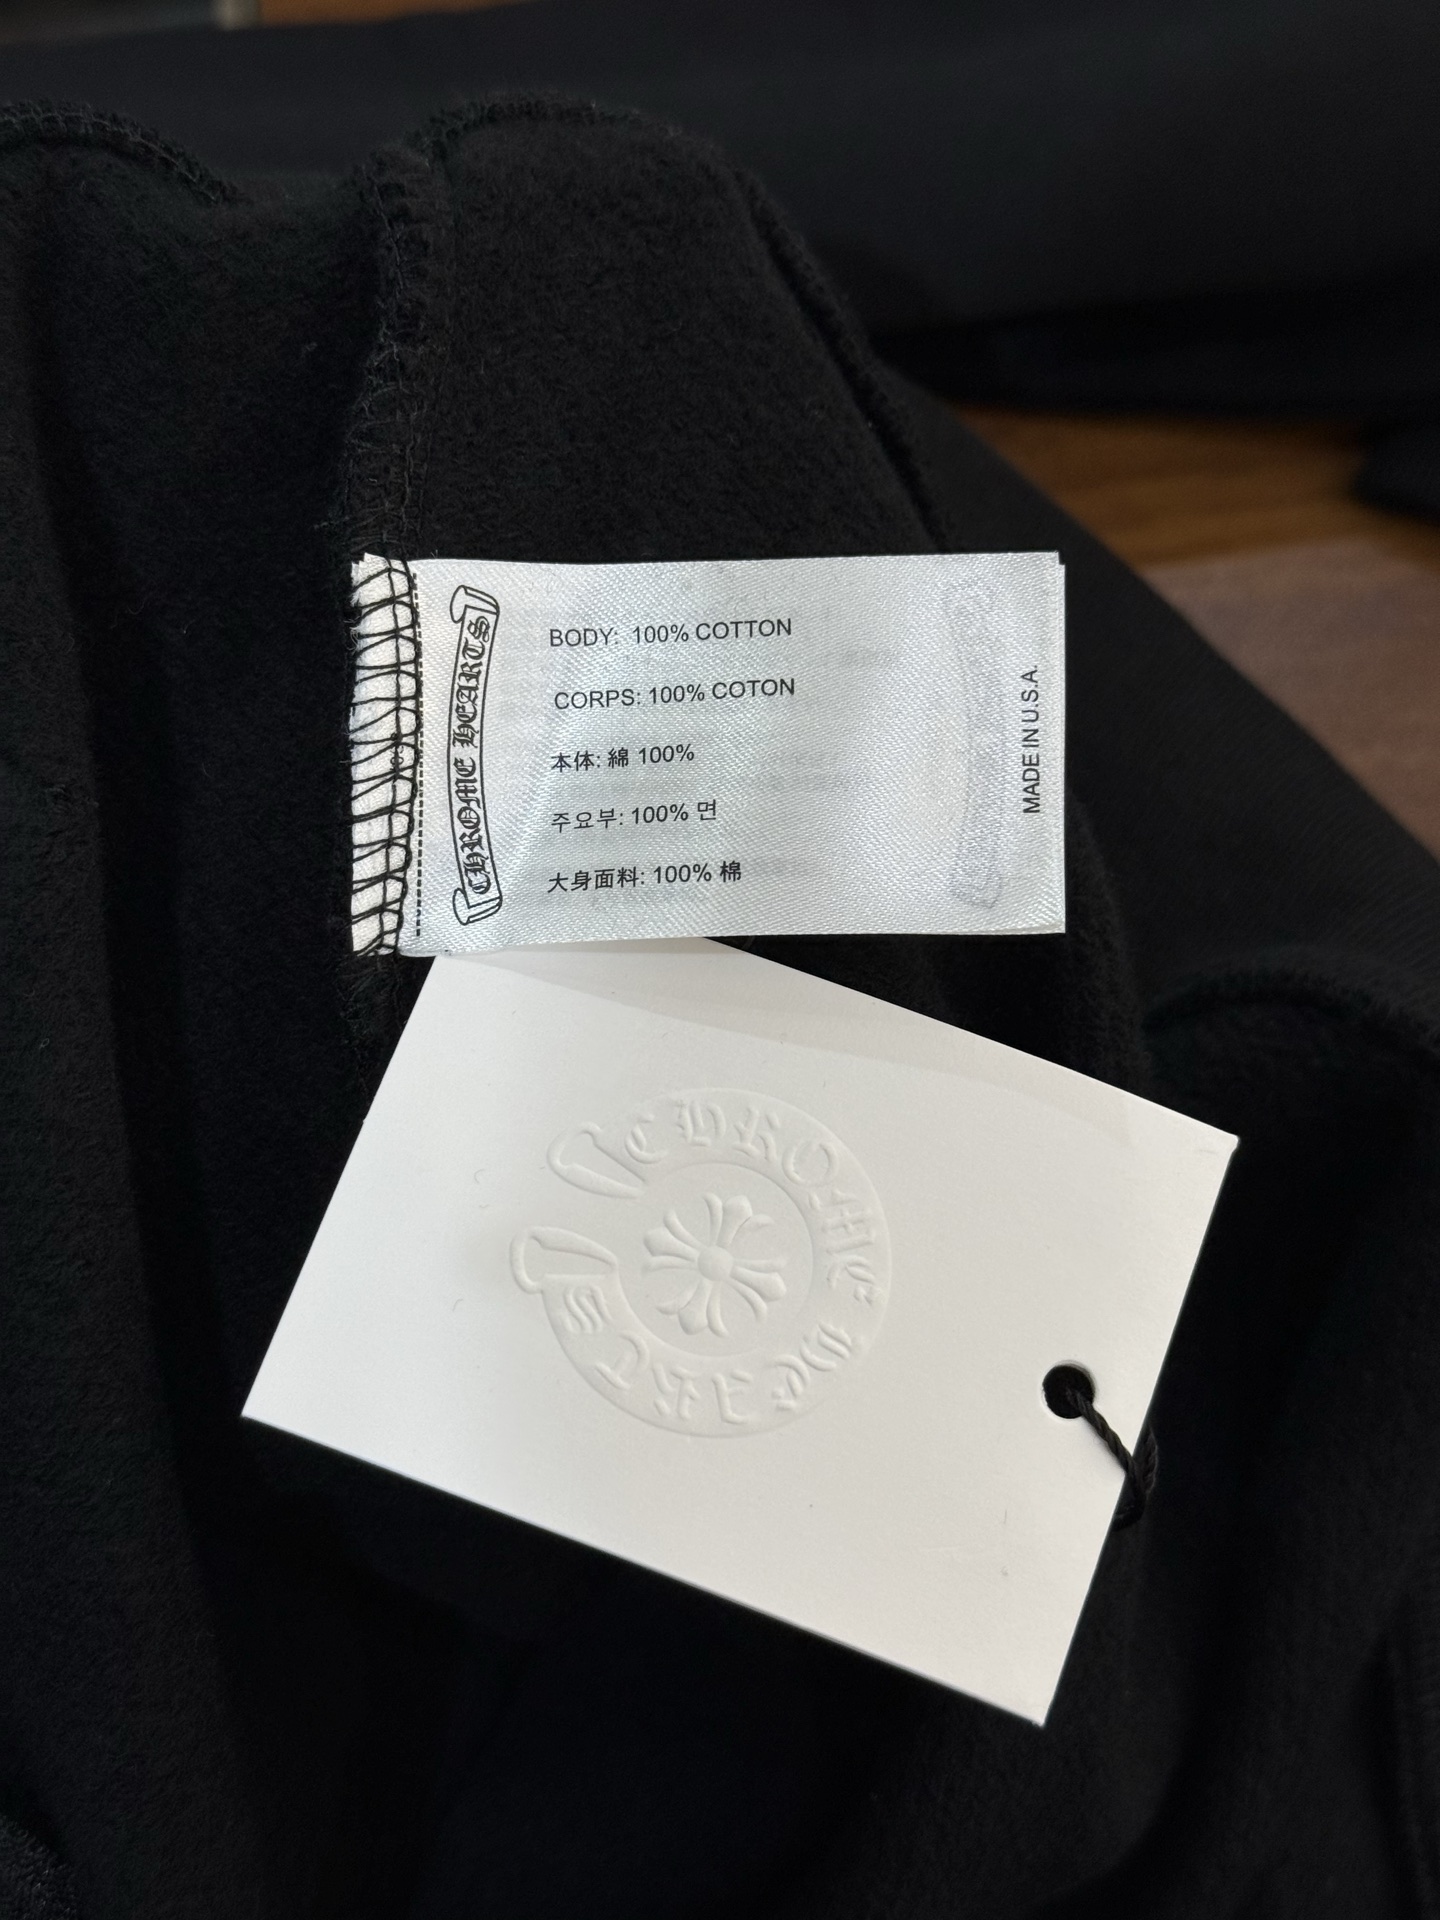 CHROME HEARTS
BODY: 100% COTTON
CORPS: 100% COTON
本体: 綿 100%
주요부: 100% 면
大身面料: 100% 棉
MADE IN U.S.A.
CHROME HEARTS